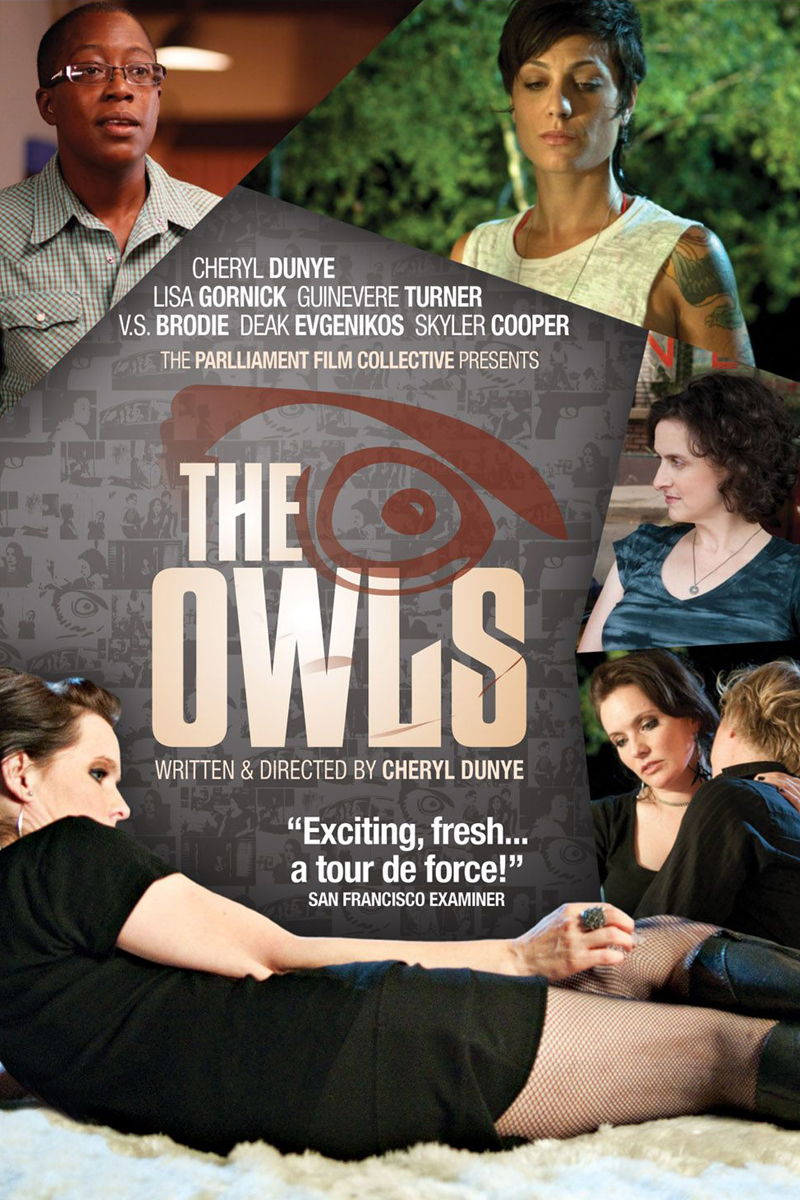 CHERYL DUNYE
LISA GORNICK GUINEVERE TURNER
V.S. BRODIE DEAK EVGENIKOS SKYLER COOPER
THE PARLLIAMENT FILM COLLECTIVE PRESENTS
THE
OWLS
WRITTEN & DIRECTED BY CHERYL DUNYE
“Exciting, fresh...
a tour de force!”
SAN FRANCISCO EXAMINER